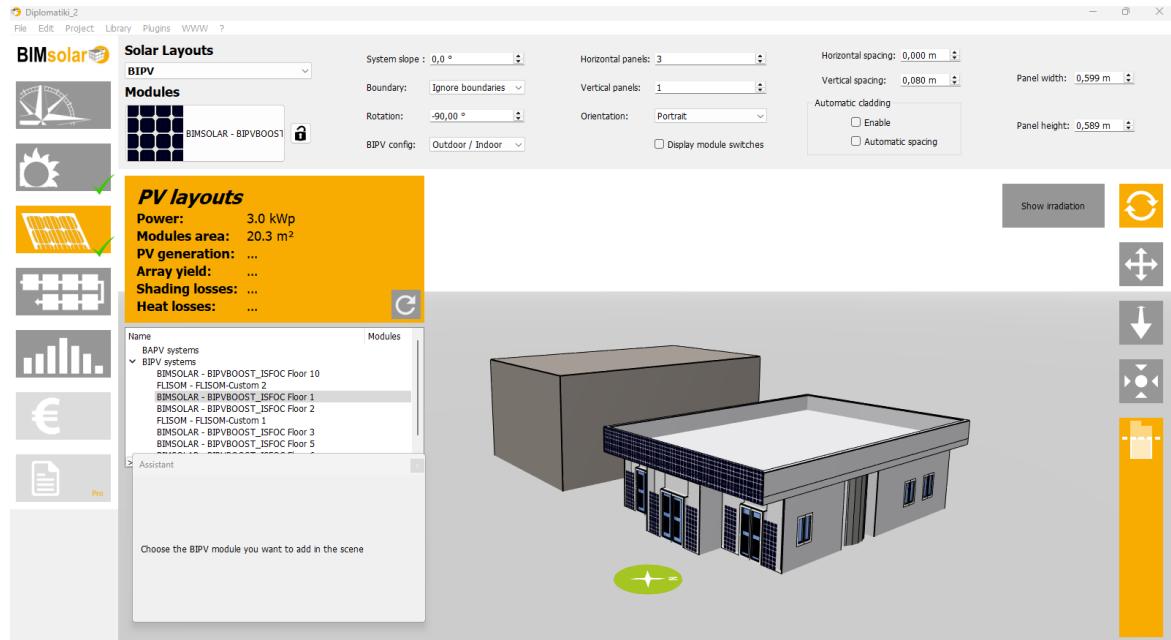 Diplomatiki_2
File Edit Project Library Plugins WWW ?
BIMsolar
Solar Layouts
BIPV
Modules
BIMSOLAR - BIPVBOOST
System slope : 0,0 °
Boundary: Ignore boundaries
Rotation: -90,00 °
BIPV config: Outdoor / Indoor
Horizontal panels: 3
Vertical panels: 1
Orientation: Portrait
Display module switches
Horizontal spacing: 0,000 m
Vertical spacing: 0,080 m
Automatic cladding
Enable
Automatic spacing
Panel width: 0,599 m
Panel height: 0,589 m
PV layouts
Power: 3.0 kWp
Modules area: 20.3 m²
PV generation: ...
Array yield: ...
Shading losses: ...
Heat losses: ...
Show irradiation
Name Modules
BAPV systems
BIPV systems
BIMSOLAR - BIPVBOOST_ISFOC Floor 10
FLISOM - FLISOM-Custom 2
BIMSOLAR - BIPVBOOST_ISFOC Floor 1
BIMSOLAR - BIPVBOOST_ISFOC Floor 2
FLISOM - FLISOM-Custom 1
BIMSOLAR - BIPVBOOST_ISFOC Floor 3
BIMSOLAR - BIPVBOOST_ISFOC Floor 5
Assistant
Choose the BIPV module you want to add in the scene
€
Pro